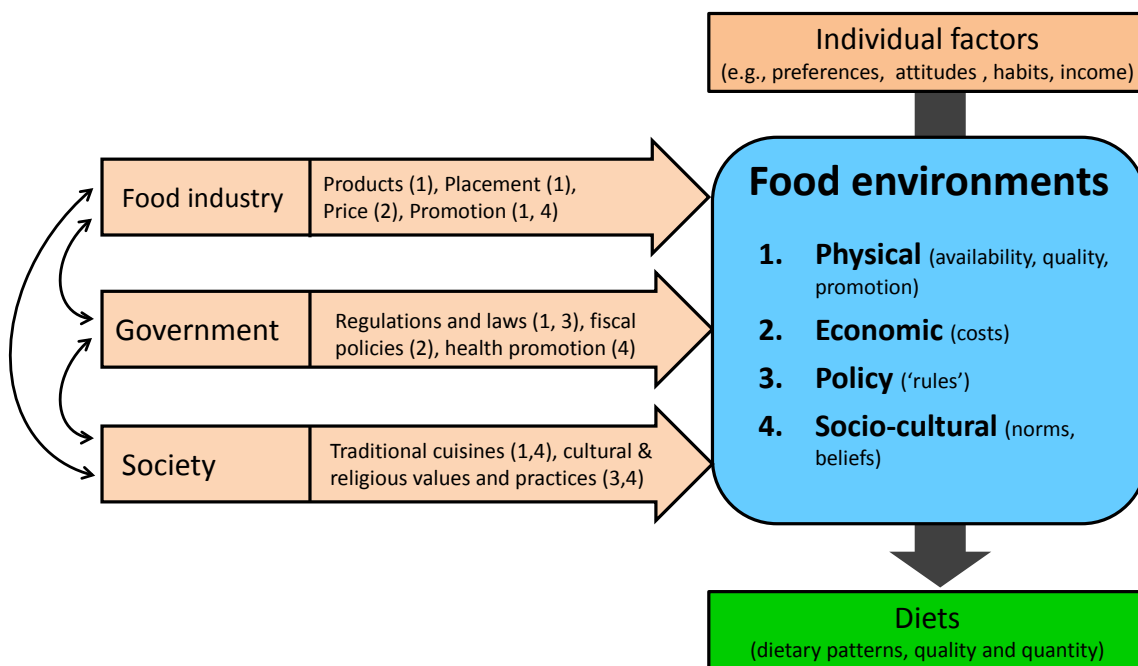 Individual factors
(e.g., preferences, attitudes , habits, income)
Food industry
Products (1), Placement (1),
Price (2), Promotion (1, 4)
Government
Regulations and laws (1, 3), fiscal
policies (2), health promotion (4)
Society
Traditional cuisines (1,4), cultural &
religious values and practices (3,4)
Food environments
1. Physical (availability, quality,
promotion)
2. Economic (costs)
3. Policy (‘rules’)
4. Socio-cultural (norms,
beliefs)
Diets
(dietary patterns, quality and quantity)